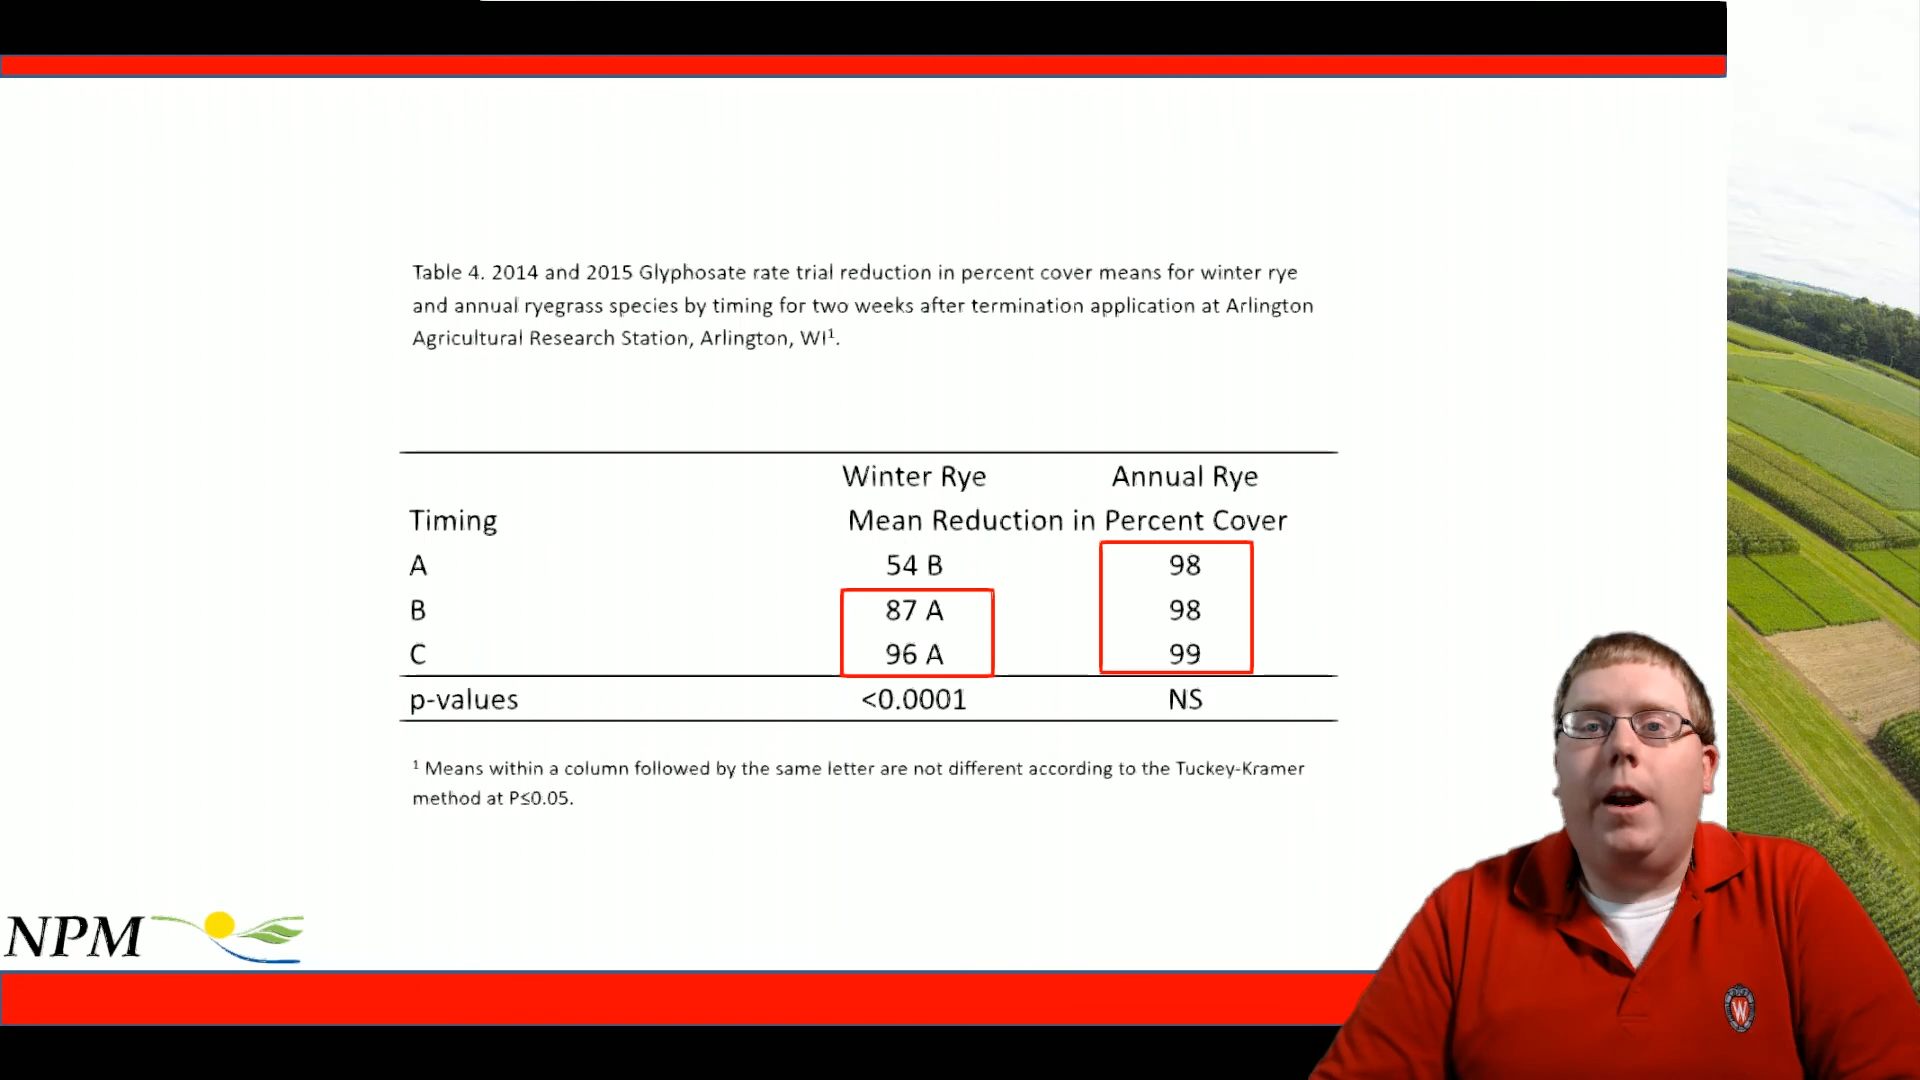 Table 4. 2014 and 2015 Glyphosate rate trial reduction in percent cover means for winter rye
and annual ryegrass species by timing for two weeks after termination application at Arlington
Agricultural Research Station, Arlington, WI¹.
Winter Rye Annual Rye
Timing Mean Reduction in Percent Cover
A 54 B 98
B 87 A 98
C 96 A 99
p-values <0.0001 NS
¹ Means within a column followed by the same letter are not different according to the Tuckey-Kramer
method at P≤0.05.
NPM
W